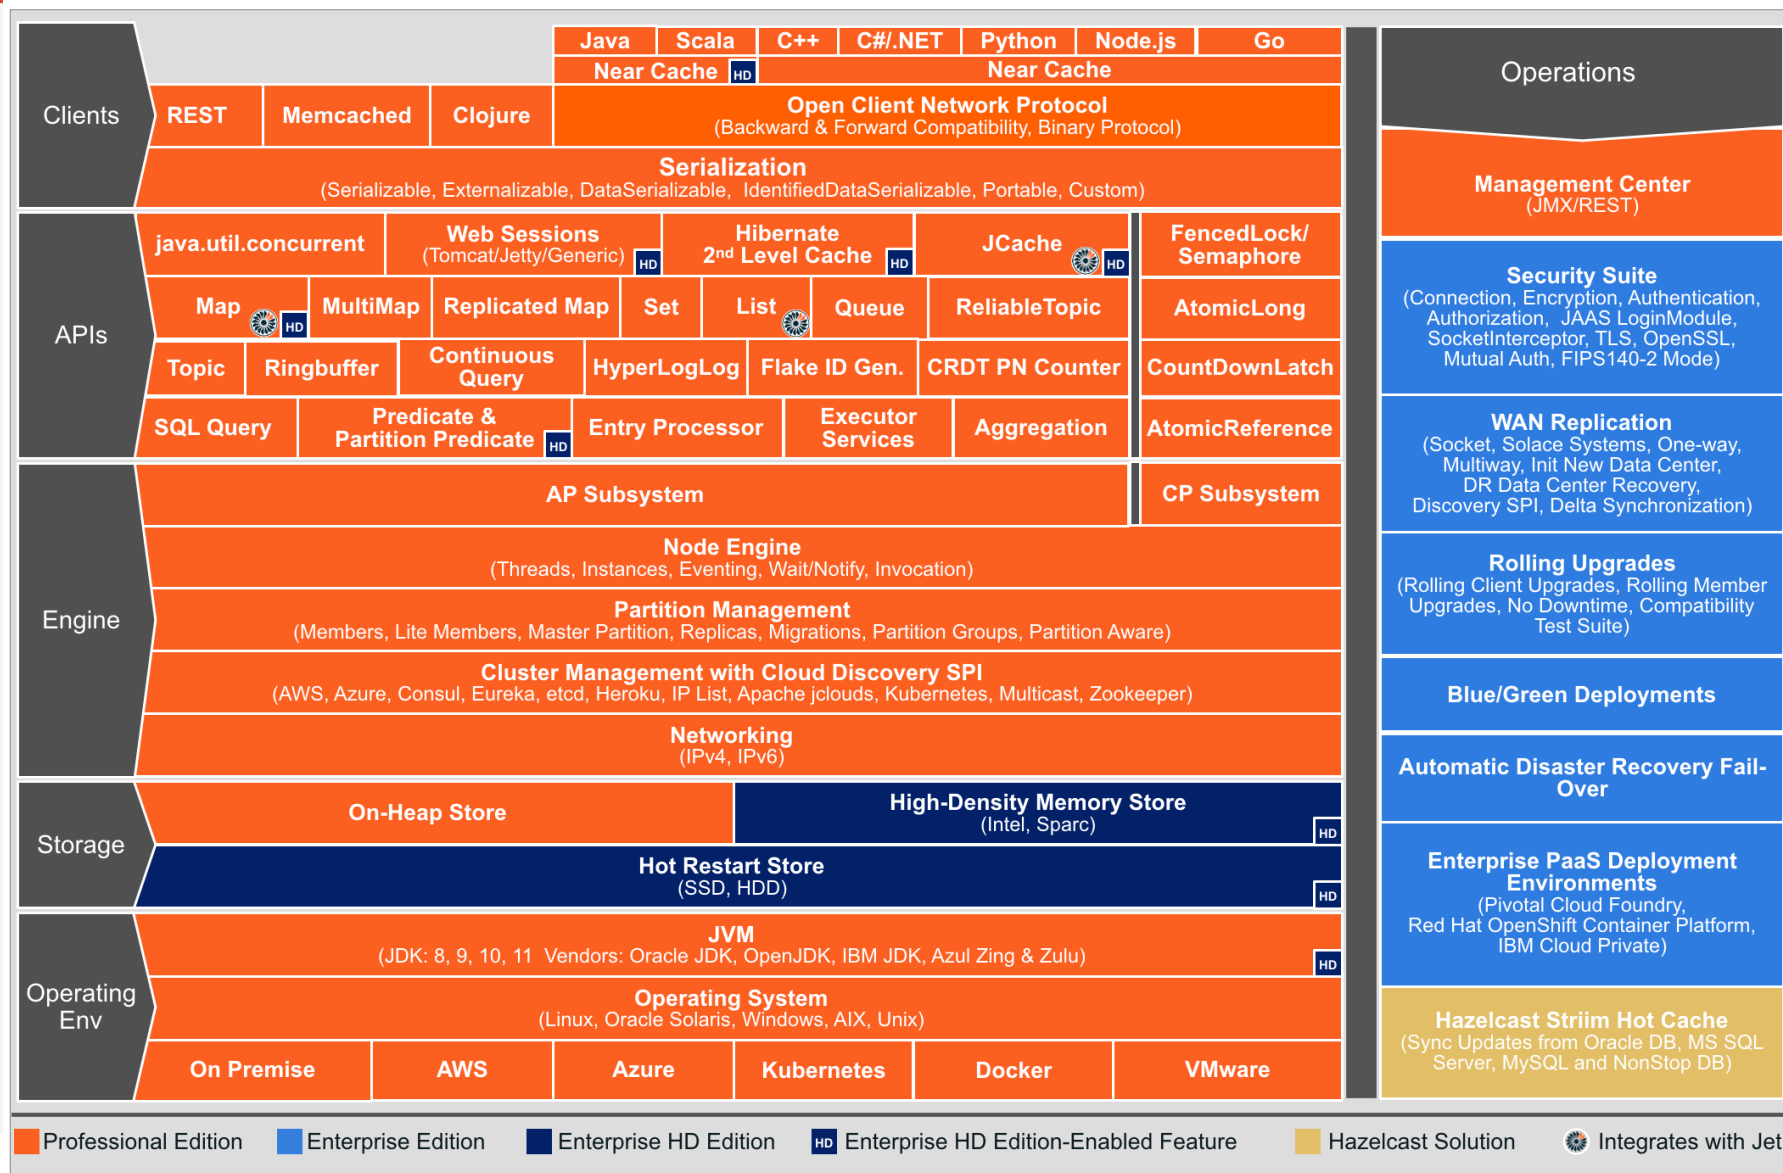 Clients
Java
Scala
C++
C#/.NET
Python
Node.js
Go
Near Cache
HD
Near Cache
REST
Memcached
Clojure
Open Client Network Protocol
(Backward & Forward Compatibility, Binary Protocol)
Serialization
(Serializable, Externalizable, DataSerializable, IdentifiedDataSerializable, Portable, Custom)
APIs
java.util.concurrent
Web Sessions
(Tomcat/Jetty/Generic)
HD
Hibernate
2nd Level Cache
HD
JCache
HD
FencedLock/
Semaphore
Map
HD
MultiMap
Replicated Map
Set
List
Queue
ReliableTopic
AtomicLong
Topic
Ringbuffer
Continuous
Query
HyperLogLog
Flake ID Gen.
CRDT PN Counter
CountDownLatch
SQL Query
Predicate &
Partition Predicate
HD
Entry Processor
Executor
Services
Aggregation
AtomicReference
Engine
AP Subsystem
CP Subsystem
Node Engine
(Threads, Instances, Eventing, Wait/Notify, Invocation)
Partition Management
(Members, Lite Members, Master Partition, Replicas, Migrations, Partition Groups, Partition Aware)
Cluster Management with Cloud Discovery SPI
(AWS, Azure, Consul, Eureka, etcd, Heroku, IP List, Apache jclouds, Kubernetes, Multicast, Zookeeper)
Networking
(IPv4, IPv6)
Storage
On-Heap Store
High-Density Memory Store
(Intel, Sparc)
HD
Hot Restart Store
(SSD, HDD)
HD
Operating
Env
JVM
(JDK: 8, 9, 10, 11 Vendors: Oracle JDK, OpenJDK, IBM JDK, Azul Zing & Zulu)
HD
Operating System
(Linux, Oracle Solaris, Windows, AIX, Unix)
On Premise
AWS
Azure
Kubernetes
Docker
VMware
Operations
Management Center
(JMX/REST)
Security Suite
(Connection, Encryption, Authentication,
Authorization, JAAS LoginModule,
SocketInterceptor, TLS, OpenSSL,
Mutual Auth, FIPS140-2 Mode)
WAN Replication
(Socket, Solace Systems, One-way,
Multiway, Init New Data Center,
DR Data Center Recovery,
Discovery SPI, Delta Synchronization)
Rolling Upgrades
(Rolling Client Upgrades, Rolling Member
Upgrades, No Downtime, Compatibility
Test Suite)
Blue/Green Deployments
Automatic Disaster Recovery Fail-
Over
Enterprise PaaS Deployment
Environments
(Pivotal Cloud Foundry,
Red Hat OpenShift Container Platform,
IBM Cloud Private)
Hazelcast Striim Hot Cache
(Sync Updates from Oracle DB, MS SQL
Server, MySQL and NonStop DB)
Professional Edition
Enterprise Edition
Enterprise HD Edition
HD
Enterprise HD Edition-Enabled Feature
Hazelcast Solution
Integrates with Jet